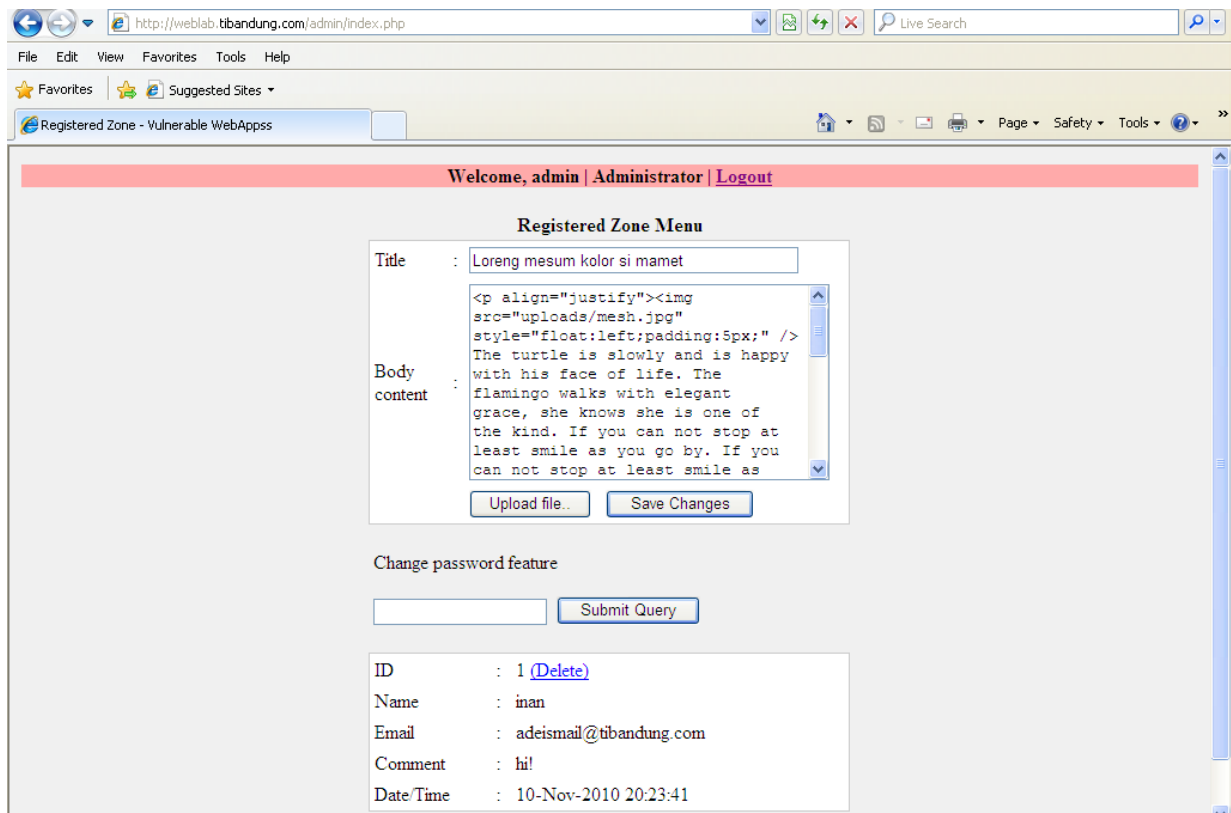 http://weblab.tibandung.com/admin/index.php
Live Search
File Edit View Favorites Tools Help
Favorites Suggested Sites
Registered Zone - Vulnerable WebAppss
Page Safety Tools
Welcome, admin | Administrator | Logout
Registered Zone Menu
Title : Loreng mesum kolor si mamet
Body content :
<p align="justify"><img
src="uploads/mesh.jpg"
style="float:left;padding:5px;" />
The turtle is slowly and is happy
with his face of life. The
flamingo walks with elegant
grace, she knows she is one of
the kind. If you can not stop at
least smile as you go by. If you
can not stop at least smile as
Upload file.. Save Changes
Change password feature
Submit Query
ID : 1 (Delete)
Name : inan
Email : adeismail@tibandung.com
Comment : hi!
Date/Time : 10-Nov-2010 20:23:41